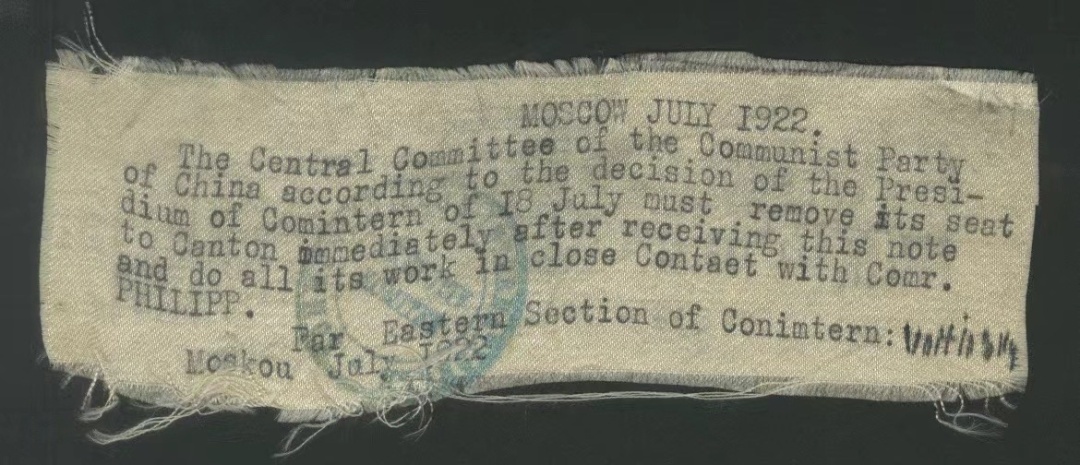 MOSCOW JULY 1922.
The Central Committee of the Communist Party
of China according to the decision of the Presi-
dium of Comintern of 18 July must remove its seat
to Canton immediately after receiving this note
and do all its work in close Contaet with Comr.
PHILIPP.
Far Eastern Section of Conimtern:
Moskou July 1922